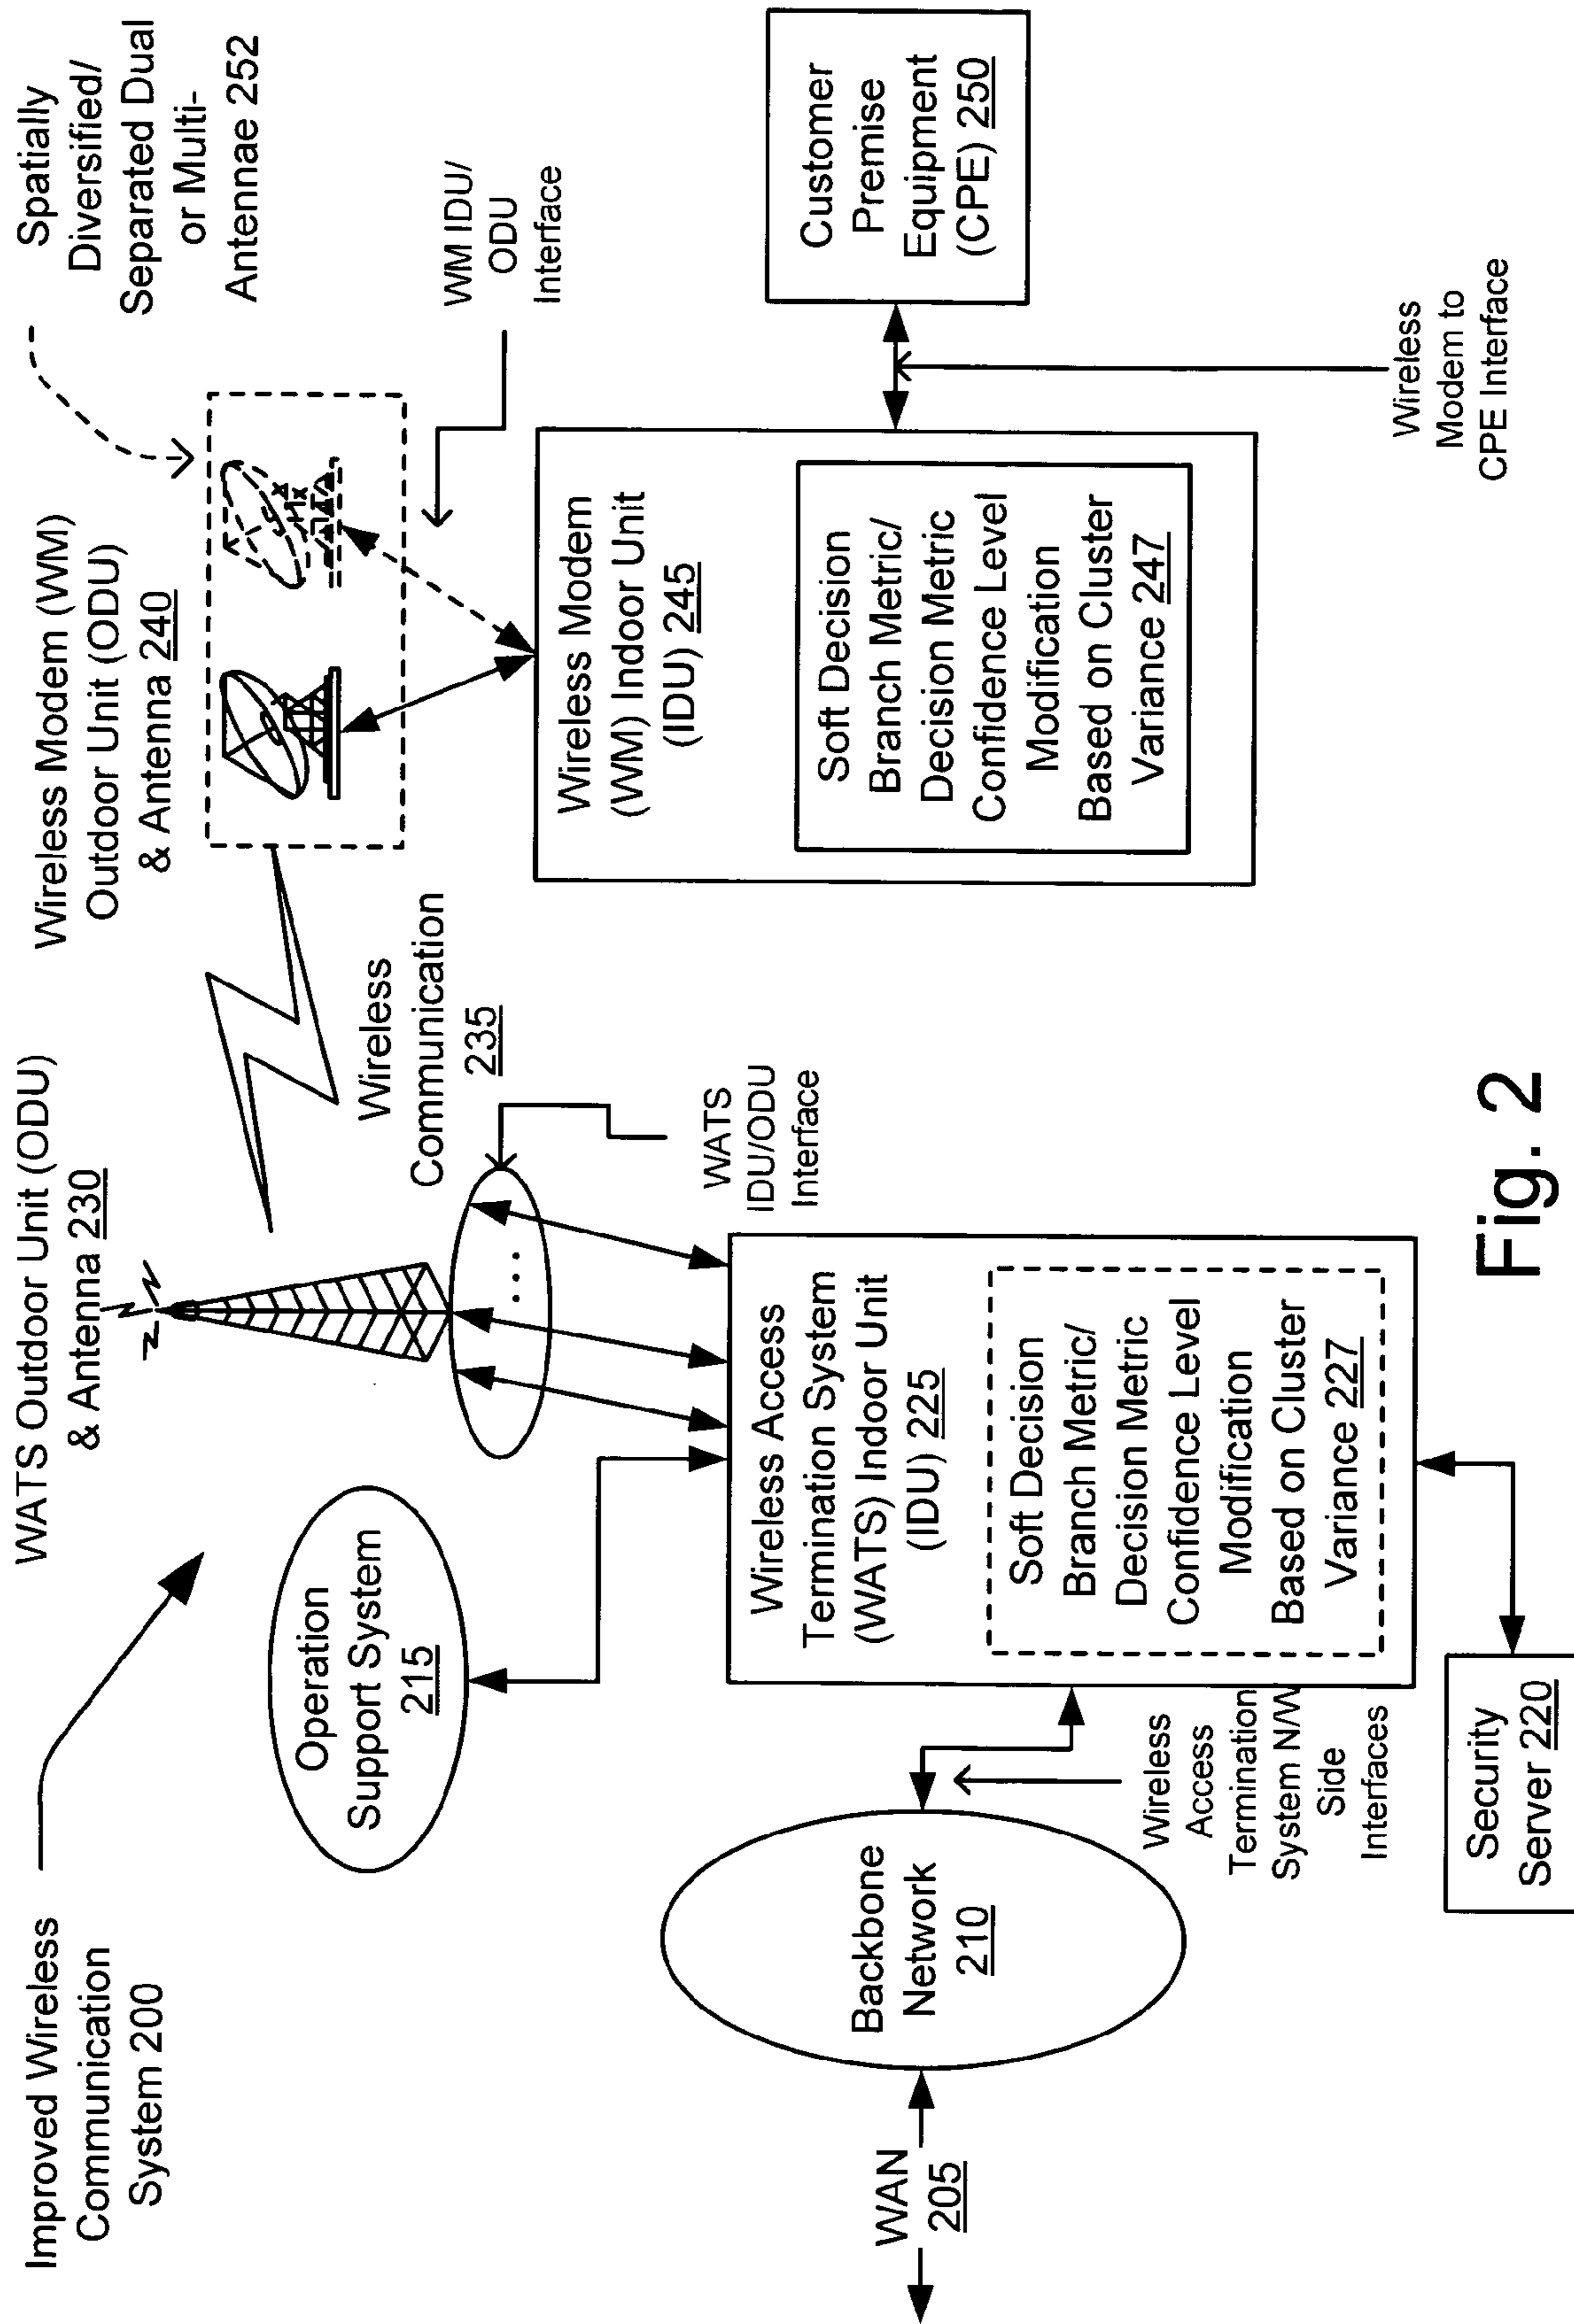 Improved Wireless
Communication
System 200
WATS Outdoor Unit (ODU)
& Antenna 230
Wireless Modem (WM)
Outdoor Unit (ODU)
& Antenna 240
Spatially
Diversified/
Separated Dual
or Multi-
Antennae 252
Operation
Support System
215
Wireless
Communication
235
WM IDU/
ODU
Interface
WATS
IDU/ODU
Interface
WAN
205
Backbone
Network
210
Wireless Access
Termination System
(WATS) Indoor Unit
(IDU) 225
Soft Decision
Branch Metric/
Decision Metric
Confidence Level
Modification
Based on Cluster
Variance 227
Wireless Modem
(WM) Indoor Unit
(IDU) 245
Soft Decision
Branch Metric/
Decision Metric
Confidence Level
Modification
Based on Cluster
Variance 247
Customer
Premise
Equipment
(CPE) 250
Wireless
Access
Termination
System N/W
Side
Interfaces
Wireless
Modem to
CPE Interface
Security
Server 220
Fig. 2